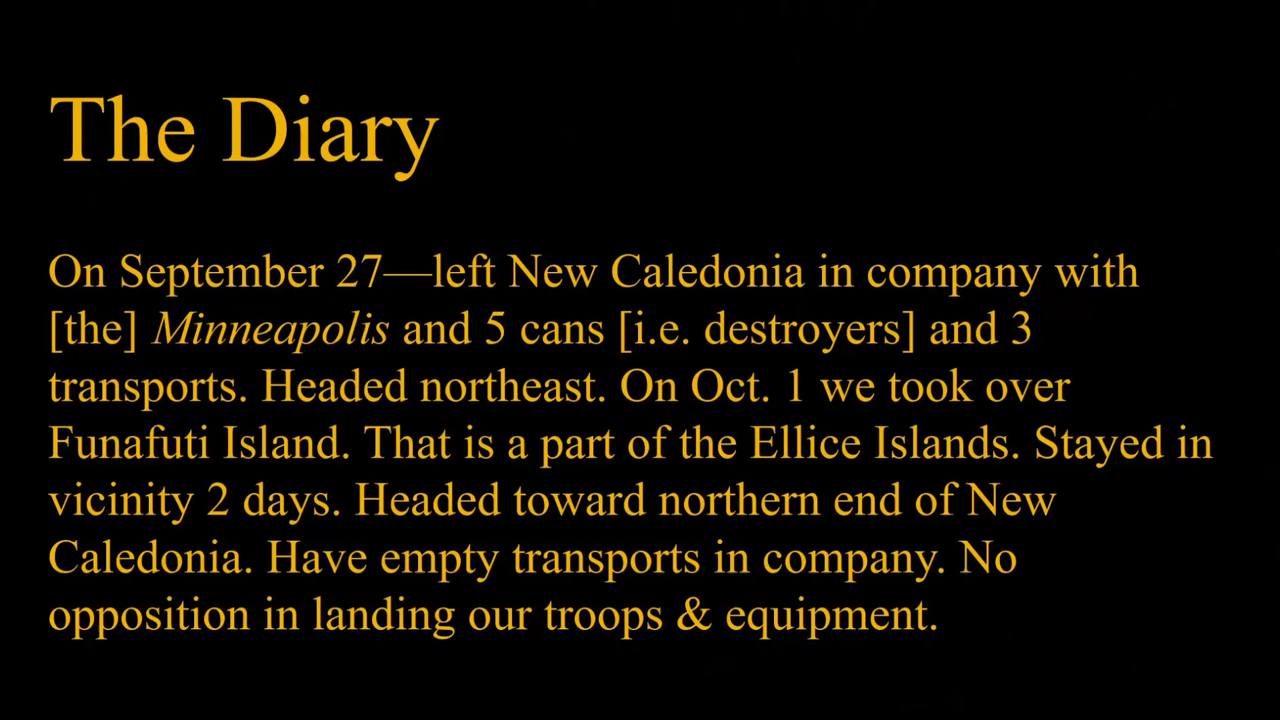 The Diary
On September 27—left New Caledonia in company with
[the] Minneapolis and 5 cans [i.e. destroyers] and 3
transports. Headed northeast. On Oct. 1 we took over
Funafuti Island. That is a part of the Ellice Islands. Stayed in
vicinity 2 days. Headed toward northern end of New
Caledonia. Have empty transports in company. No
opposition in landing our troops & equipment.